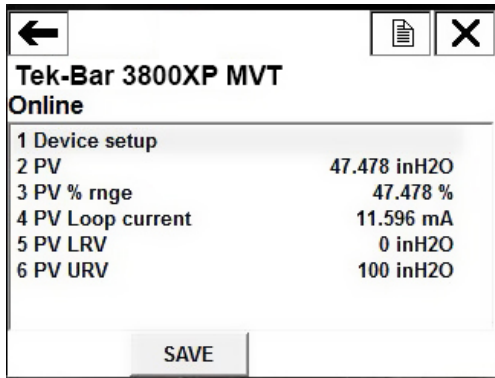 Tek-Bar 3800XP MVT
Online
1 Device setup
2 PV 47.478 inH2O
3 PV % rnge 47.478 %
4 PV Loop current 11.596 mA
5 PV LRV 0 inH2O
6 PV URV 100 inH2O
SAVE